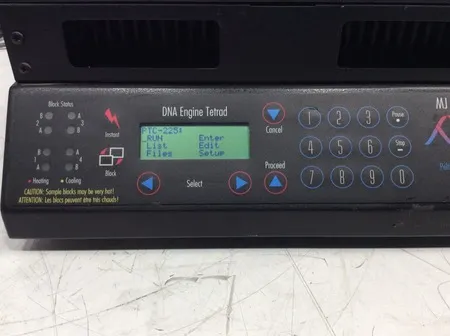 Block Status
B A
2 3
A B
B A
1 4
A B
Heating Cooling
CAUTION: Sample blocks may be very hot!
ATTENTION: Les blocs peuvent être très chauds!
Instant
Block
DNA Engine Tetrad
PTC-225:
RUN Enter
List Edit
Files Setup
Select
Cancel
Proceed
1 2 3 Pause
4 5 6 Stop
7 8 9 0
MJ